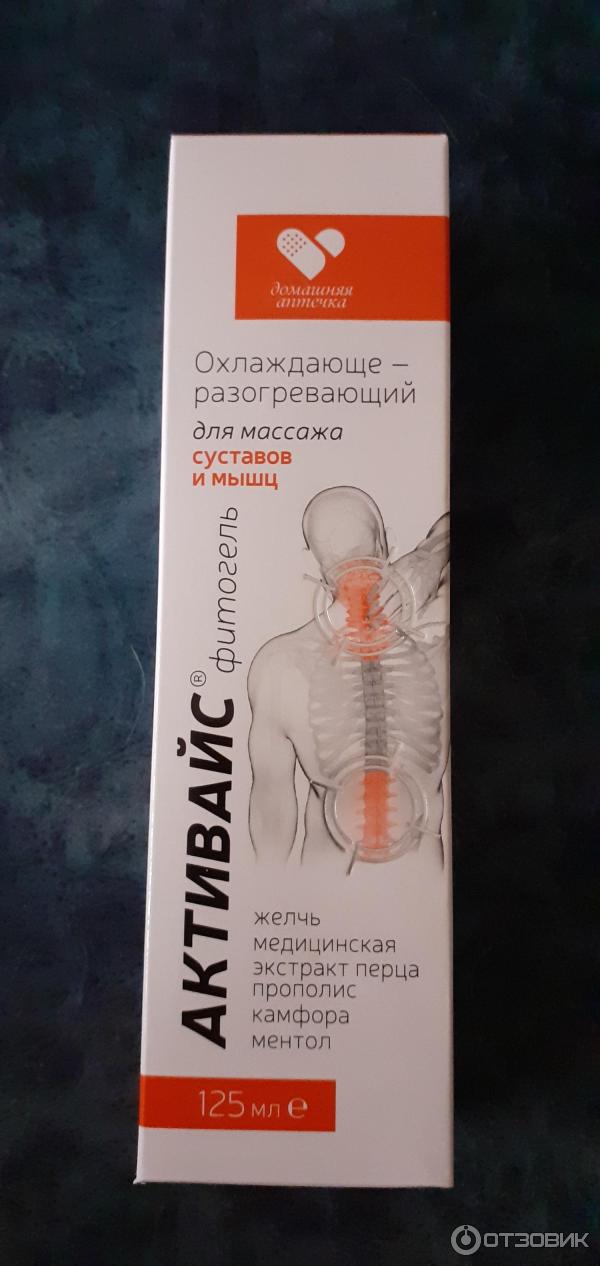 домашняя
аптечка
Охлаждающе –
разогревающий
для массажа
суставов
и мышц
АКТИВАЙС®
фитогель
желчь
медицинская
экстракт перца
прополис
камфора
ментол
125 мл ℮
ОТЗОВИК